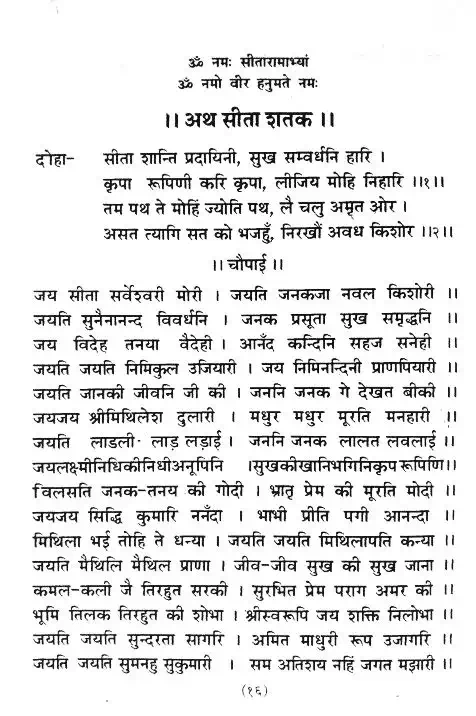 ॐ नमः सीतारामाभ्यां
ॐ नमो वीर हनुमते नमः
।। अथ सीता शतक ।।
दोहा- सीता शान्ति प्रदायिनी, सुख सम्वर्धनि हारि ।
कृपा रूपिणी करि कृपा, लीजिय मोहि निहारि ।।१।।
तम पथ ते मोहिं ज्योति पथ, लै चलु अमृत ओर ।
असत त्यागि सत को भजहुँ, निरखौं अवध किशोर ।।२।।
।। चौपाई ।।
जय सीता सर्वेश्वरी मोरी । जयति जनकजा नवल किशोरी ।।
जयति सुनैनानन्द विवर्धनि । जनक प्रसूता सुख समृद्धनि ।।
जय विदेह तनया वैदेही । आनँद कन्दिनि सहज सनेही ।।
जयति जयति निमिकुल उजियारी । जय निमिनन्दिनी प्राणपियारी ।।
जयति जानकी जीवनि जी की । जननि जनक गे देखत बीकी ।।
जयजय श्रीमिथिलेश दुलारी । मधुर मधुर मूरति मनहारी ।।
जयति लाडली लाड़ लड़ाई । जननि जनक लालत लवलाई ।।
जयलक्ष्मीनिधिकीनिधीअनूपिनि ।सुखकीखानिभगिनिकृप रूपिणि।।
विलसति जनक-तनय की गोदी । भ्रातृ प्रेम की मूरति मोदी ।।
जयजय सिद्धि कुमारि ननँदा । भाभी प्रीति पगी आनन्दा ।।
मिथिला भई तोहि ते धन्या । जयति जयति मिथिलापति कन्या ।।
जयति मैथिलि मैथिल प्राणा । जीव-जीव सुख की सुख जाना ।।
कमल-कली जै तिरहुत सरकी । सुरभित प्रेम पराग अमर की ।।
भूमि तिलक तिरहुत की शोभा । श्रीस्वरूपि जय शक्ति निलोभा ।।
जयति जयति सुन्दरता सागरि । अमित माधुरी रूप उजागरि ।।
जयति जयति सुमनहु सुकुमारी । सम अतिशय नहिं जगत मझारी ।।
(१६)